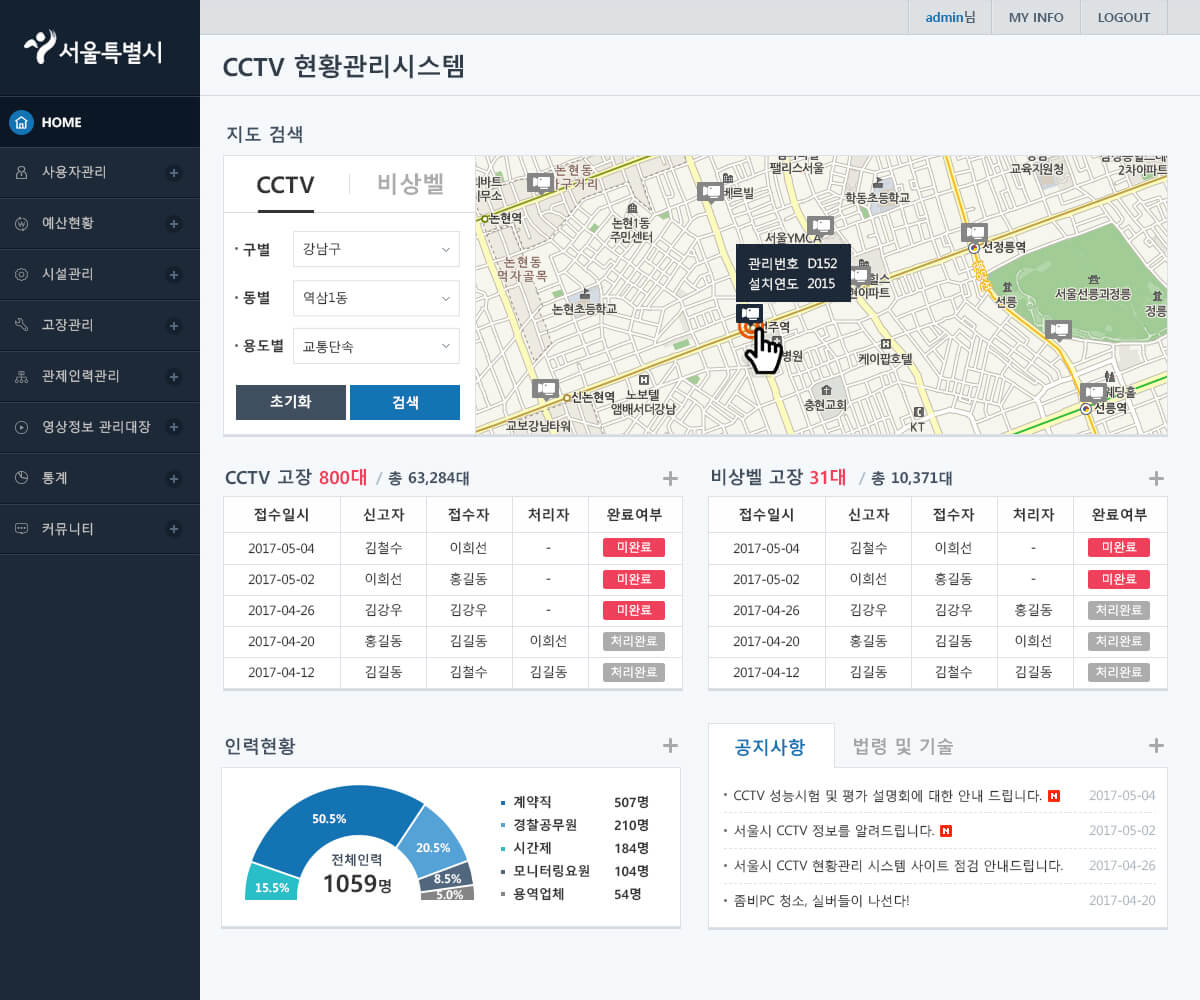 admin님 MY INFO LOGOUT
서울특별시
CCTV 현황관리시스템
HOME
사용자관리
예산현황
시설관리
고장관리
관제인력관리
영상정보 관리대장
통계
커뮤니티
지도 검색
CCTV 비상벨
구별 강남구
동별 역삼1동
용도별 교통단속
초기화 검색
논현동
가구거리
팰리스서울
교육지원청
2차아파트
베르빌
학동초등학교
논현역
논현1동
주민센터
서울YMCA
선정릉역
논현동
먹자골목
관리번호 D152
설치연도 2015
논현초등학교
선릉
서울선릉과정릉
정릉
병원
케이팝호텔
신논현역
노보텔
앰배서더강남
충현교회
웨딩홀
선릉역
교보강남타워
KT
CCTV 고장 800대 / 총 63,284대
접수일시 신고자 접수자 처리자 완료여부
2017-05-04 김철수 이희선 - 미완료
2017-05-02 이희선 홍길동 - 미완료
2017-04-26 김강우 김강우 - 미완료
2017-04-20 홍길동 김길동 이희선 처리완료
2017-04-12 김길동 김철수 김길동 처리완료
비상벨 고장 31대 / 총 10,371대
접수일시 신고자 접수자 처리자 완료여부
2017-05-04 김철수 이희선 - 미완료
2017-05-02 이희선 홍길동 - 미완료
2017-04-26 김강우 김강우 홍길동 처리완료
2017-04-20 홍길동 김길동 이희선 처리완료
2017-04-12 김길동 김철수 김길동 처리완료
인력현황
50.5%
20.5%
15.5%
8.5%
5.0%
전체인력
1059명
계약직 507명
경찰공무원 210명
시간제 184명
모니터링요원 104명
용역업체 54명
공지사항 법령 및 기술
CCTV 성능시험 및 평가 설명회에 대한 안내 드립니다. N 2017-05-04
서울시 CCTV 정보를 알려드립니다. N 2017-05-02
서울시 CCTV 현황관리 시스템 사이트 점검 안내드립니다. 2017-04-26
좀비PC 청소, 실버들이 나선다! 2017-04-20